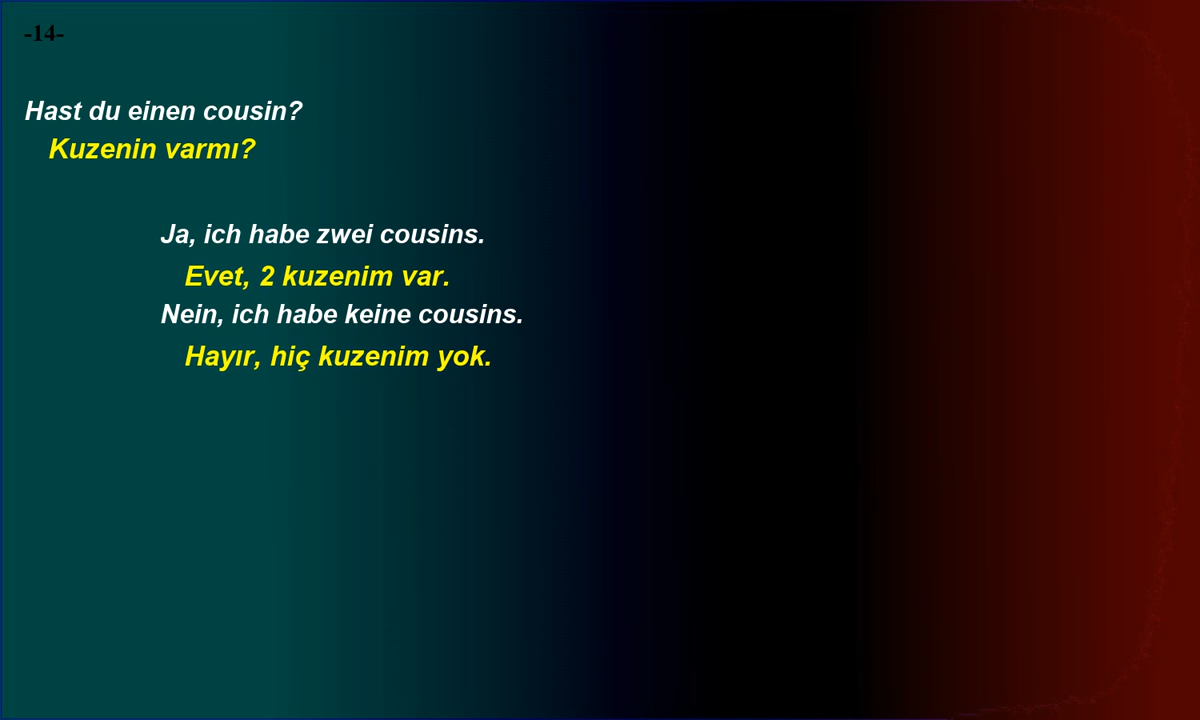 -14-
Hast du einen cousin?
Kuzenin varmı?
Ja, ich habe zwei cousins.
Evet, 2 kuzenim var.
Nein, ich habe keine cousins.
Hayır, hiç kuzenim yok.